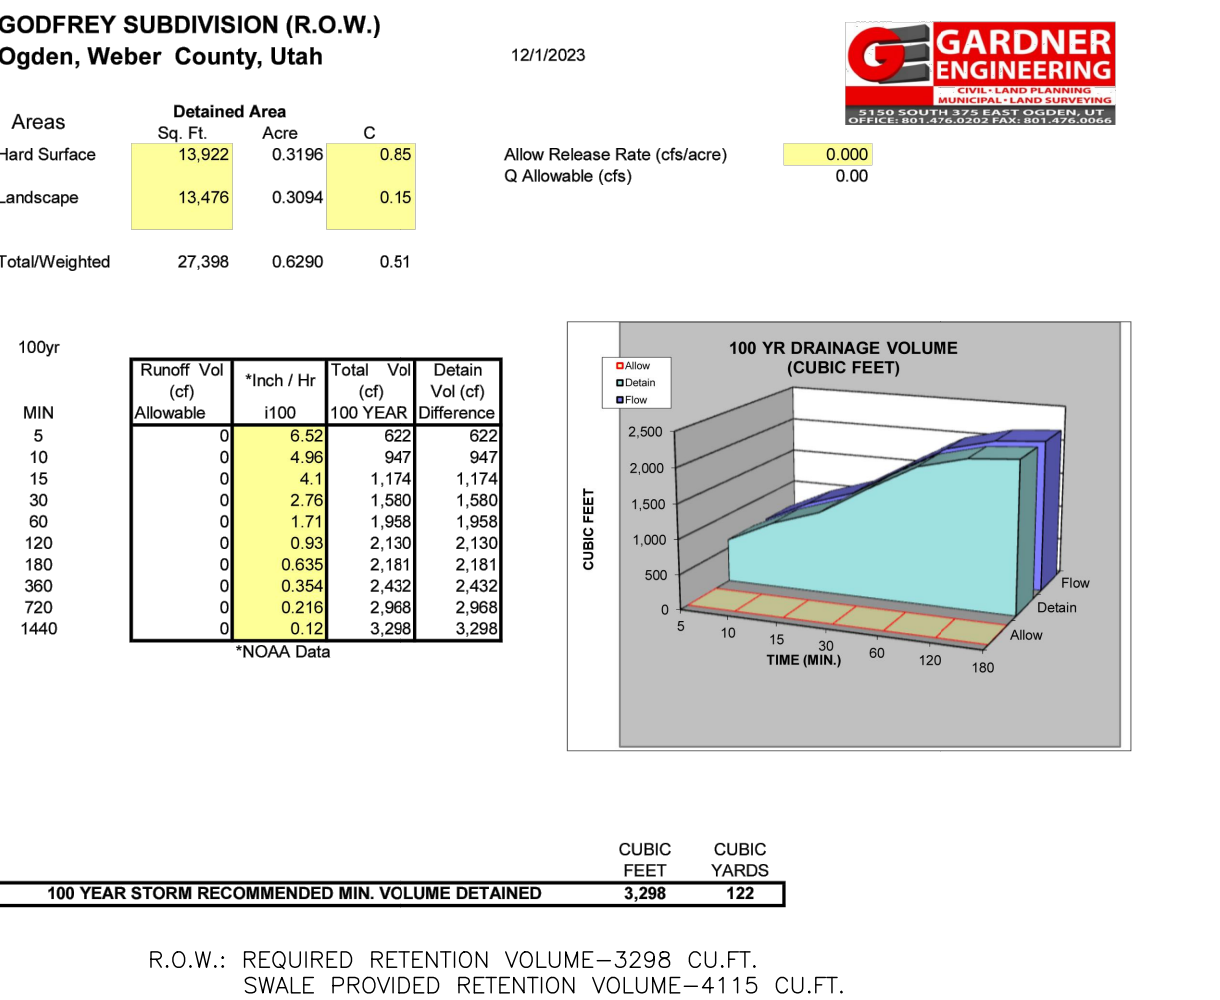 GODFREY SUBDIVISION (R.O.W.)
Ogden, Weber County, Utah
12/1/2023
GARDNER
ENGINEERING
CIVIL • LAND PLANNING
MUNICIPAL • LAND SURVEYING
5150 SOUTH 375 EAST OGDEN, UT
OFFICE: 801.476.0202 FAX: 801.476.0066
Areas
Detained Area
Sq. Ft. Acre C
Hard Surface 13,922 0.3196 0.85
Landscape 13,476 0.3094 0.15
Total/Weighted 27,398 0.6290 0.51
Allow Release Rate (cfs/acre) 0.000
Q Allowable (cfs) 0.00
100yr
Runoff Vol *Inch / Hr Total Vol Detain
(cf) (cf) Vol (cf)
MIN Allowable i100 100 YEAR Difference
5 0 6.52 622 622
10 0 4.96 947 947
15 0 4.1 1,174 1,174
30 0 2.76 1,580 1,580
60 0 1.71 1,958 1,958
120 0 0.93 2,130 2,130
180 0 0.635 2,181 2,181
360 0 0.354 2,432 2,432
720 0 0.216 2,968 2,968
1440 0 0.12 3,298 3,298
*NOAA Data
100 YR DRAINAGE VOLUME
(CUBIC FEET)
Allow
Detain
Flow
2,500
2,000
1,500
1,000
500
0
CUBIC FEET
5 10 15 30 60 120 180
TIME (MIN.)
Flow
Detain
Allow
CUBIC CUBIC
FEET YARDS
100 YEAR STORM RECOMMENDED MIN. VOLUME DETAINED 3,298 122
R.O.W.: REQUIRED RETENTION VOLUME–3298 CU.FT.
SWALE PROVIDED RETENTION VOLUME–4115 CU.FT.